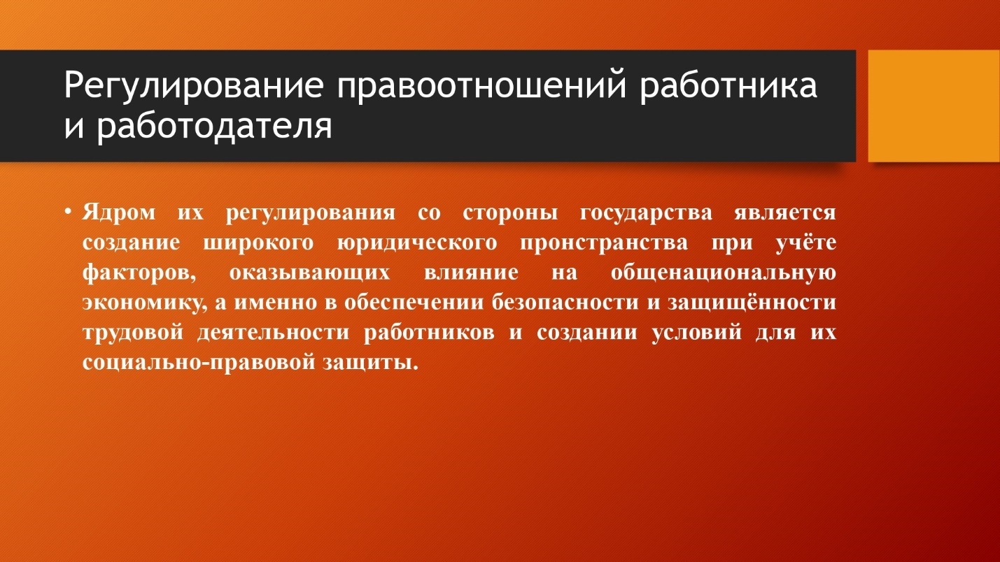 Регулирование правоотношений работника
и работодателя
• Ядром их регулирования со стороны государства является
создание широкого юридического пронстранства при учёте
факторов, оказывающих влияние на общенациональную
экономику, а именно в обеспечении безопасности и защищённости
трудовой деятельности работников и создании условий для их
социально-правовой защиты.